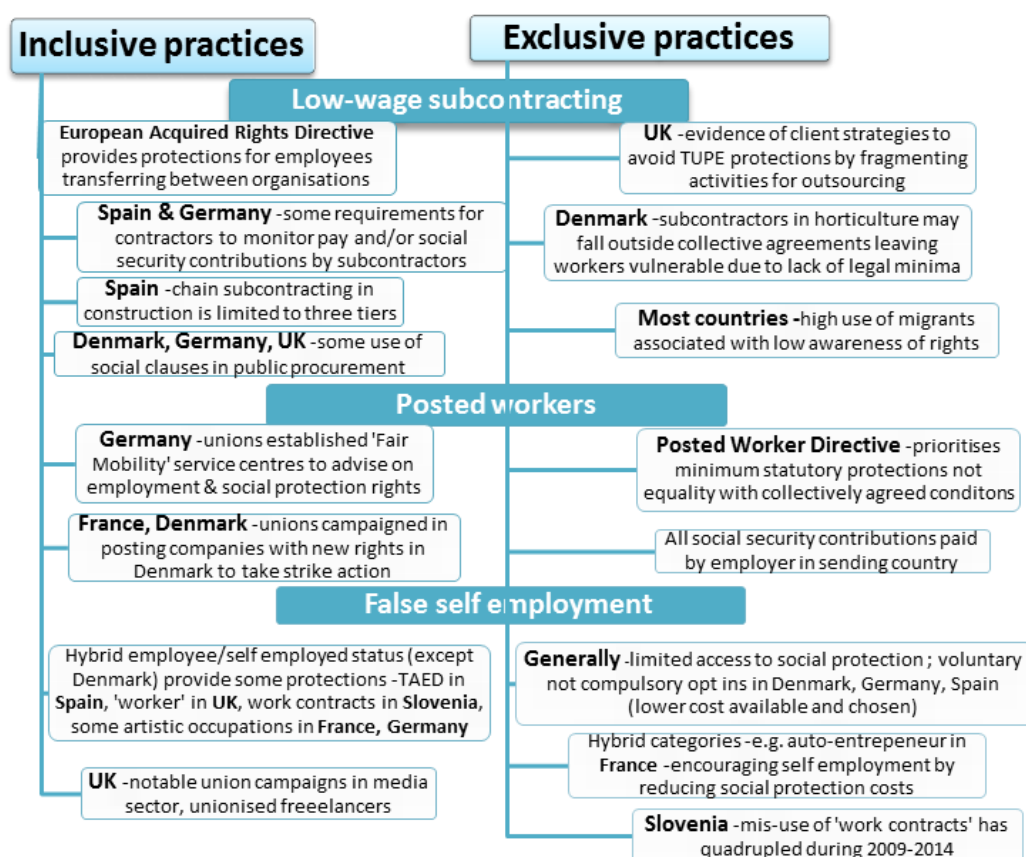 Inclusive practices
Exclusive practices
Low-wage subcontracting
European Acquired Rights Directive
provides protections for employees
transferring between organisations
Spain & Germany -some requirements for
contractors to monitor pay and/or social
security contributions by subcontractors
Spain -chain subcontracting in
construction is limited to three tiers
Denmark, Germany, UK -some use of
social clauses in public procurement
UK -evidence of client strategies to
avoid TUPE protections by fragmenting
activities for outsourcing
Denmark -subcontractors in horticulture may
fall outside collective agreements leaving
workers vulnerable due to lack of legal minima
Most countries -high use of migrants
associated with low awareness of rights
Posted workers
Germany -unions established 'Fair
Mobility' service centres to advise on
employment & social protection rights
France, Denmark -unions campaigned in
posting companies with new rights in
Denmark to take strike action
Posted Worker Directive -prioritises
minimum statutory protections not
equality with collectively agreed conditons
All social security contributions paid
by employer in sending country
False self employment
Hybrid employee/self employed status (except
Denmark) provide some protections -TAED in
Spain, 'worker' in UK, work contracts in Slovenia,
some artistic occupations in France, Germany
UK -notable union campaigns in media
sector, unionised freeelancers
Generally -limited access to social protection ; voluntary
not compulsory opt ins in Denmark, Germany, Spain
(lower cost available and chosen)
Hybrid categories -e.g. auto-entrepeneur in
France -encouraging self employment by
reducing social protection costs
Slovenia -mis-use of 'work contracts' has
quadrupled during 2009-2014